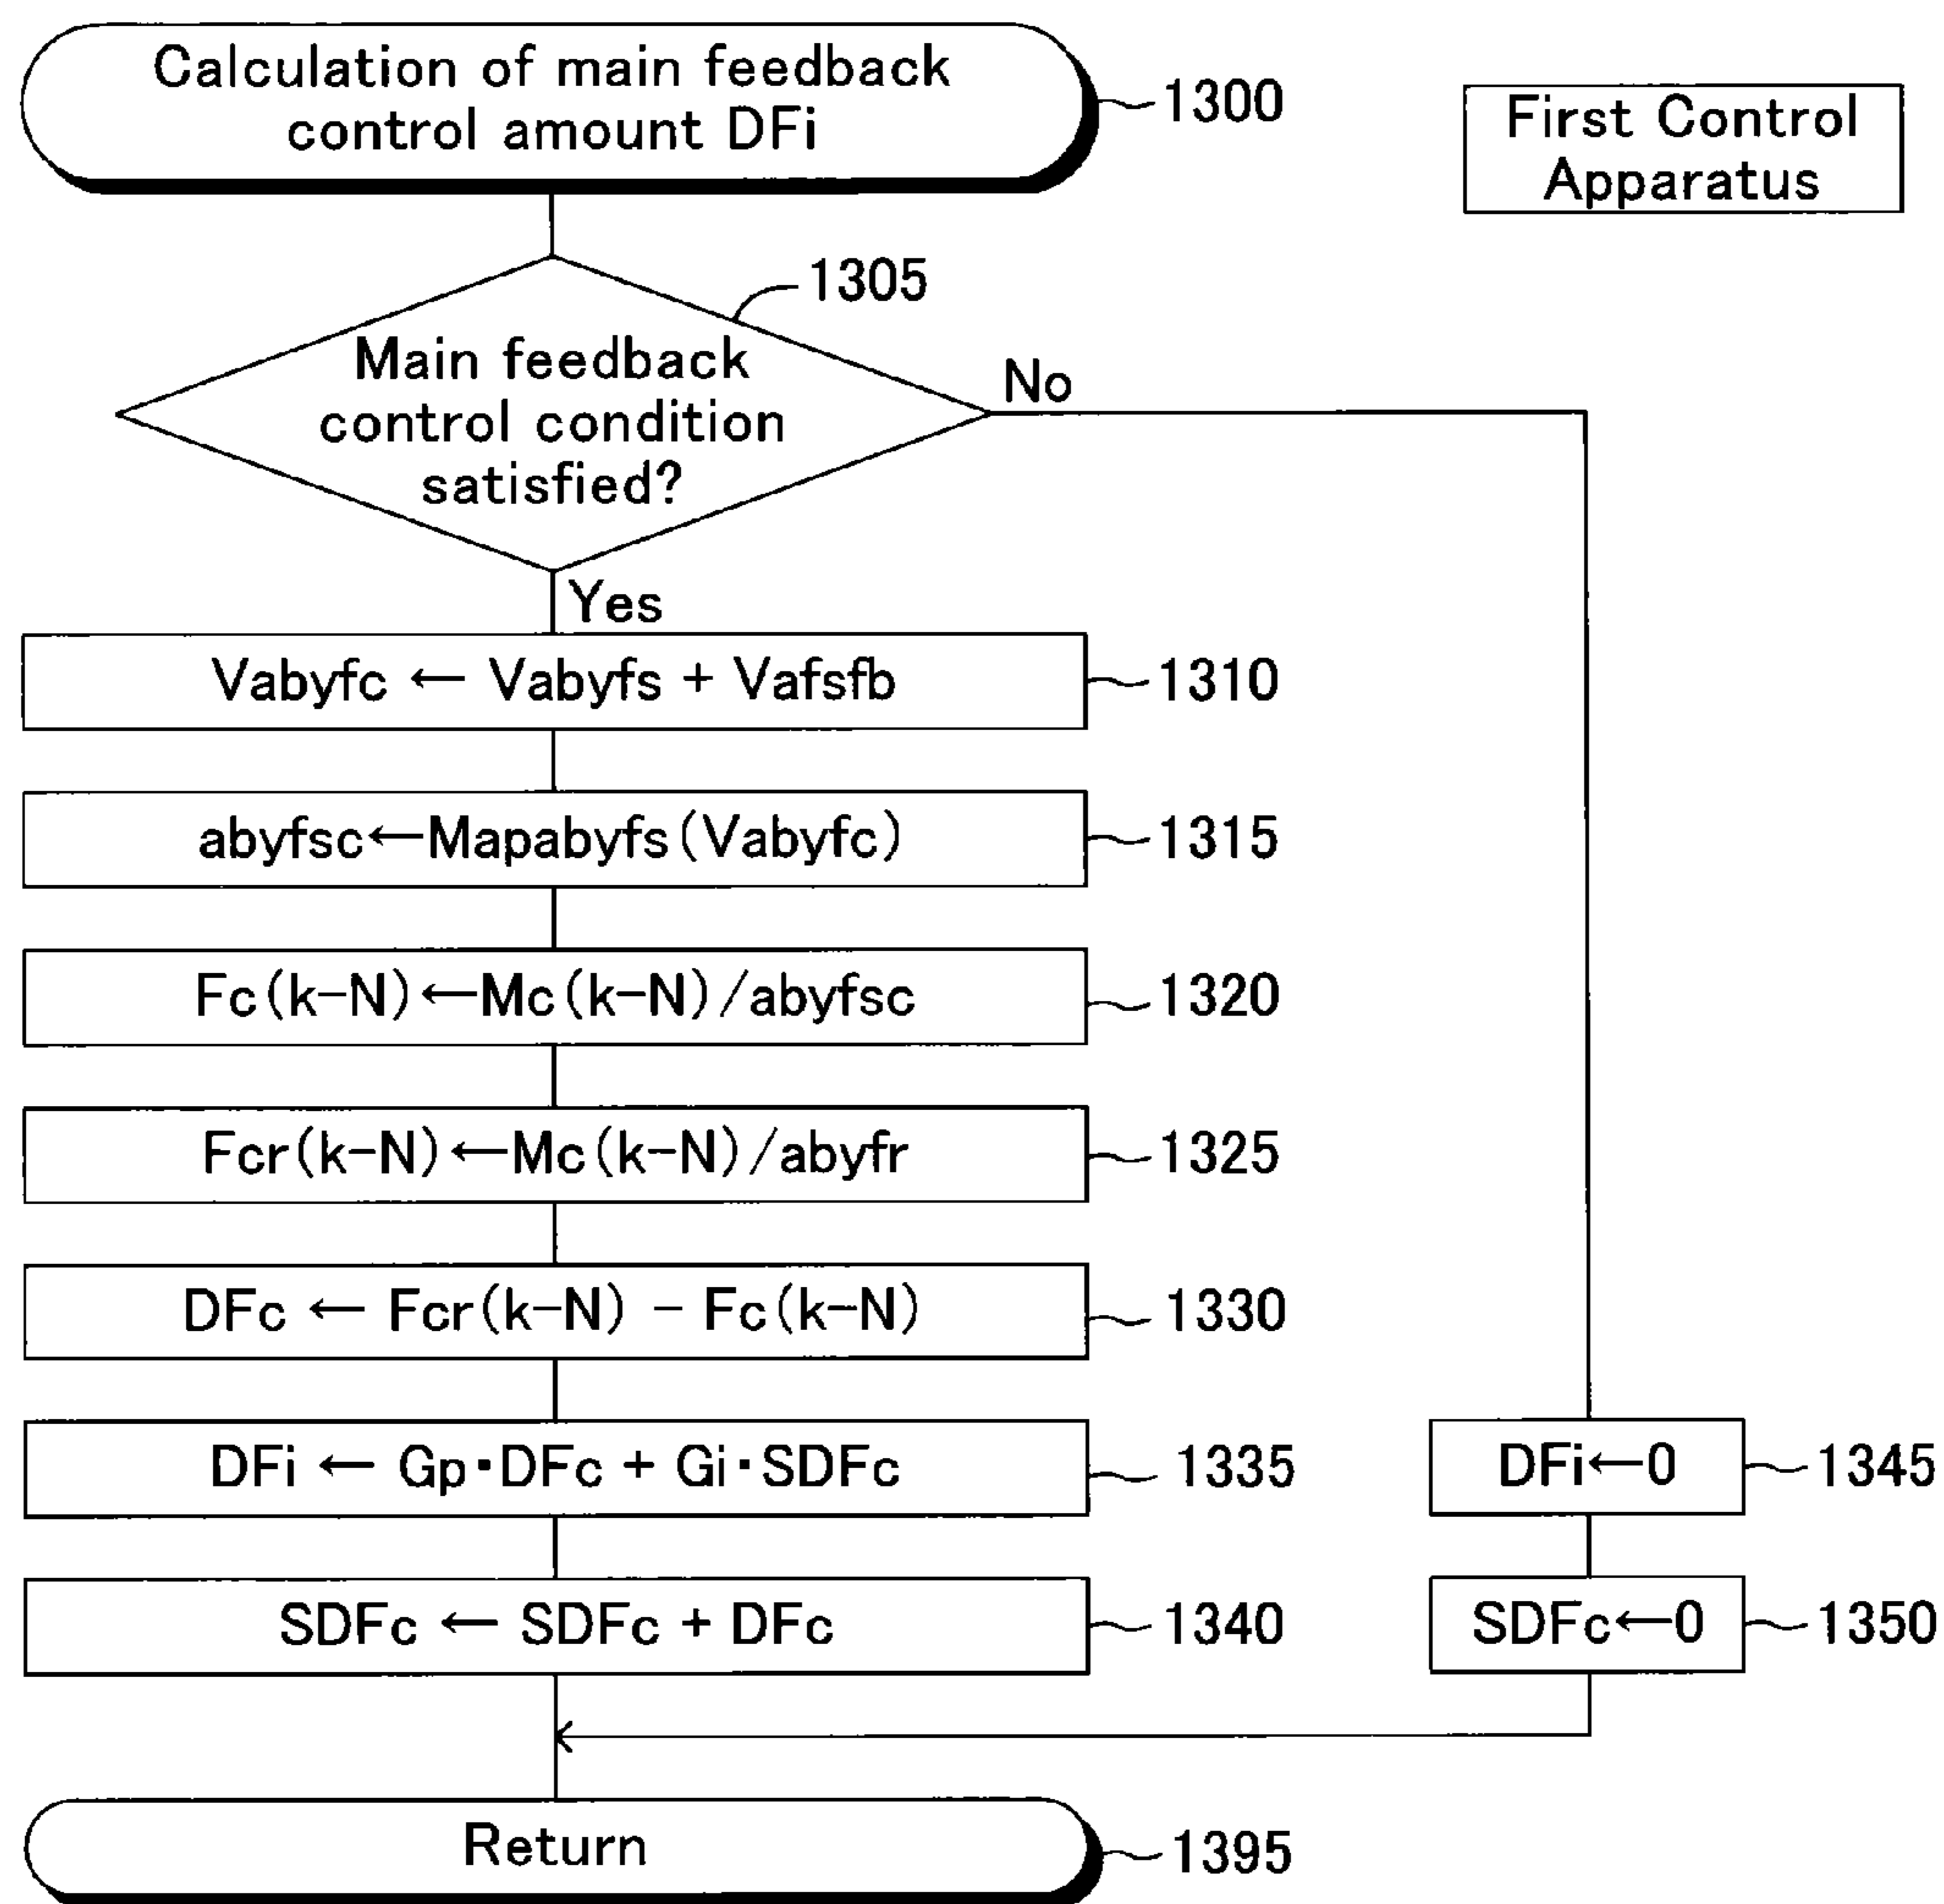 Calculation of main feedback
control amount DFi
1300
First Control
Apparatus
1305
Main feedback
control condition
satisfied?
No
Yes
Vabyfc ← Vabyfs + Vafsfb
1310
abyfsc←Mapabyfs(Vabyfc)
1315
Fc(k-N)←Mc(k-N)/abyfsc
1320
Fcr(k-N)←Mc(k-N)/abyfr
1325
DFc ← Fcr(k-N) - Fc(k-N)
1330
DFi ← Gp·DFc + Gi·SDFc
1335
DFi←0
1345
SDFc ← SDFc + DFc
1340
SDFc←0
1350
Return
1395